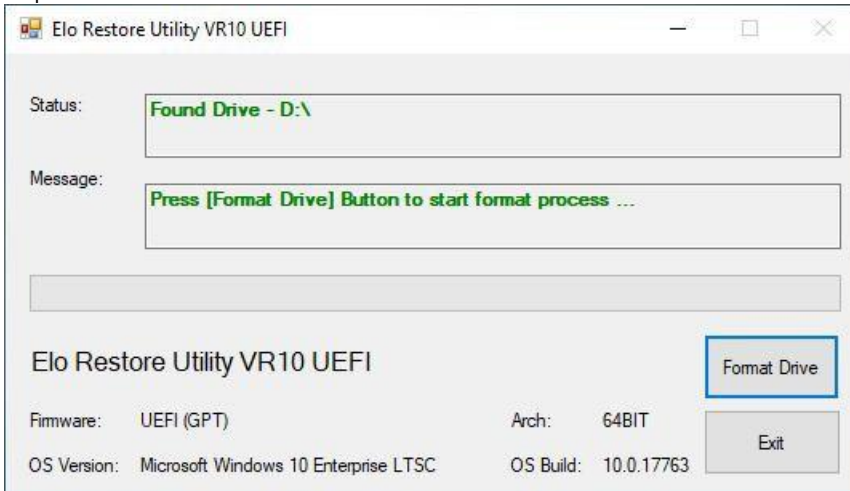 Elo Restore Utility VR10 UEFI
Status: Found Drive - D:\
Message: Press [Format Drive] Button to start format process ...
Elo Restore Utility VR10 UEFI
Format Drive
Firmware: UEFI (GPT) Arch: 64BIT
Exit
OS Version: Microsoft Windows 10 Enterprise LTSC OS Build: 10.0.17763